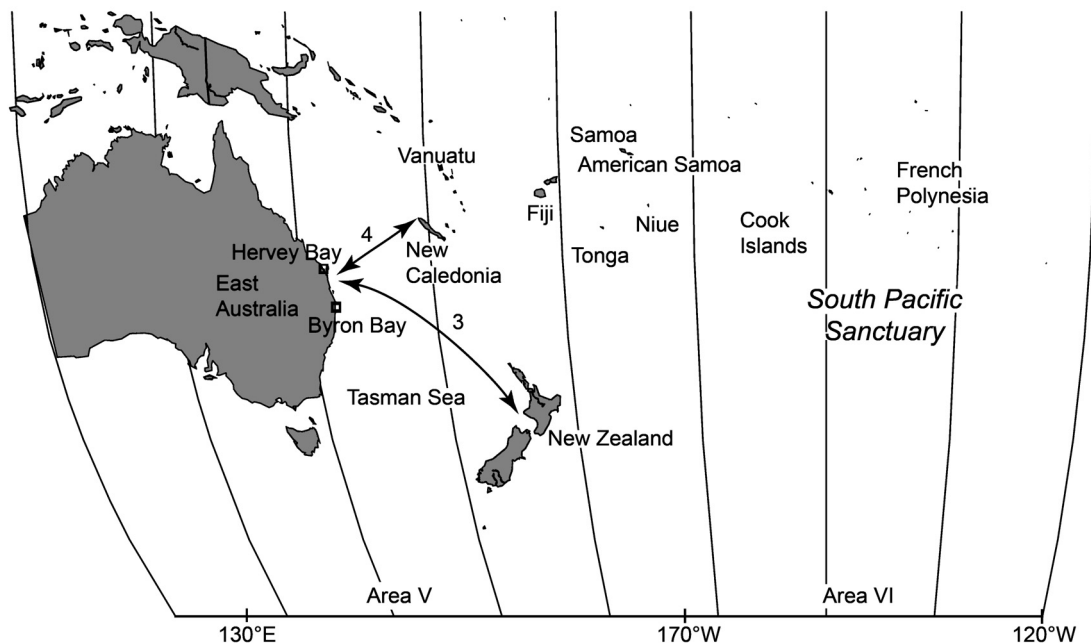 Samoa
Vanuatu
American Samoa
French
Polynesia
Fiji
Niue
Cook
Islands
4
Hervey Bay
New
Caledonia
Tonga
East
Australia
South Pacific
Sanctuary
Byron Bay
3
Tasman Sea
New Zealand
Area V
Area VI
130°E
170°W
120°W